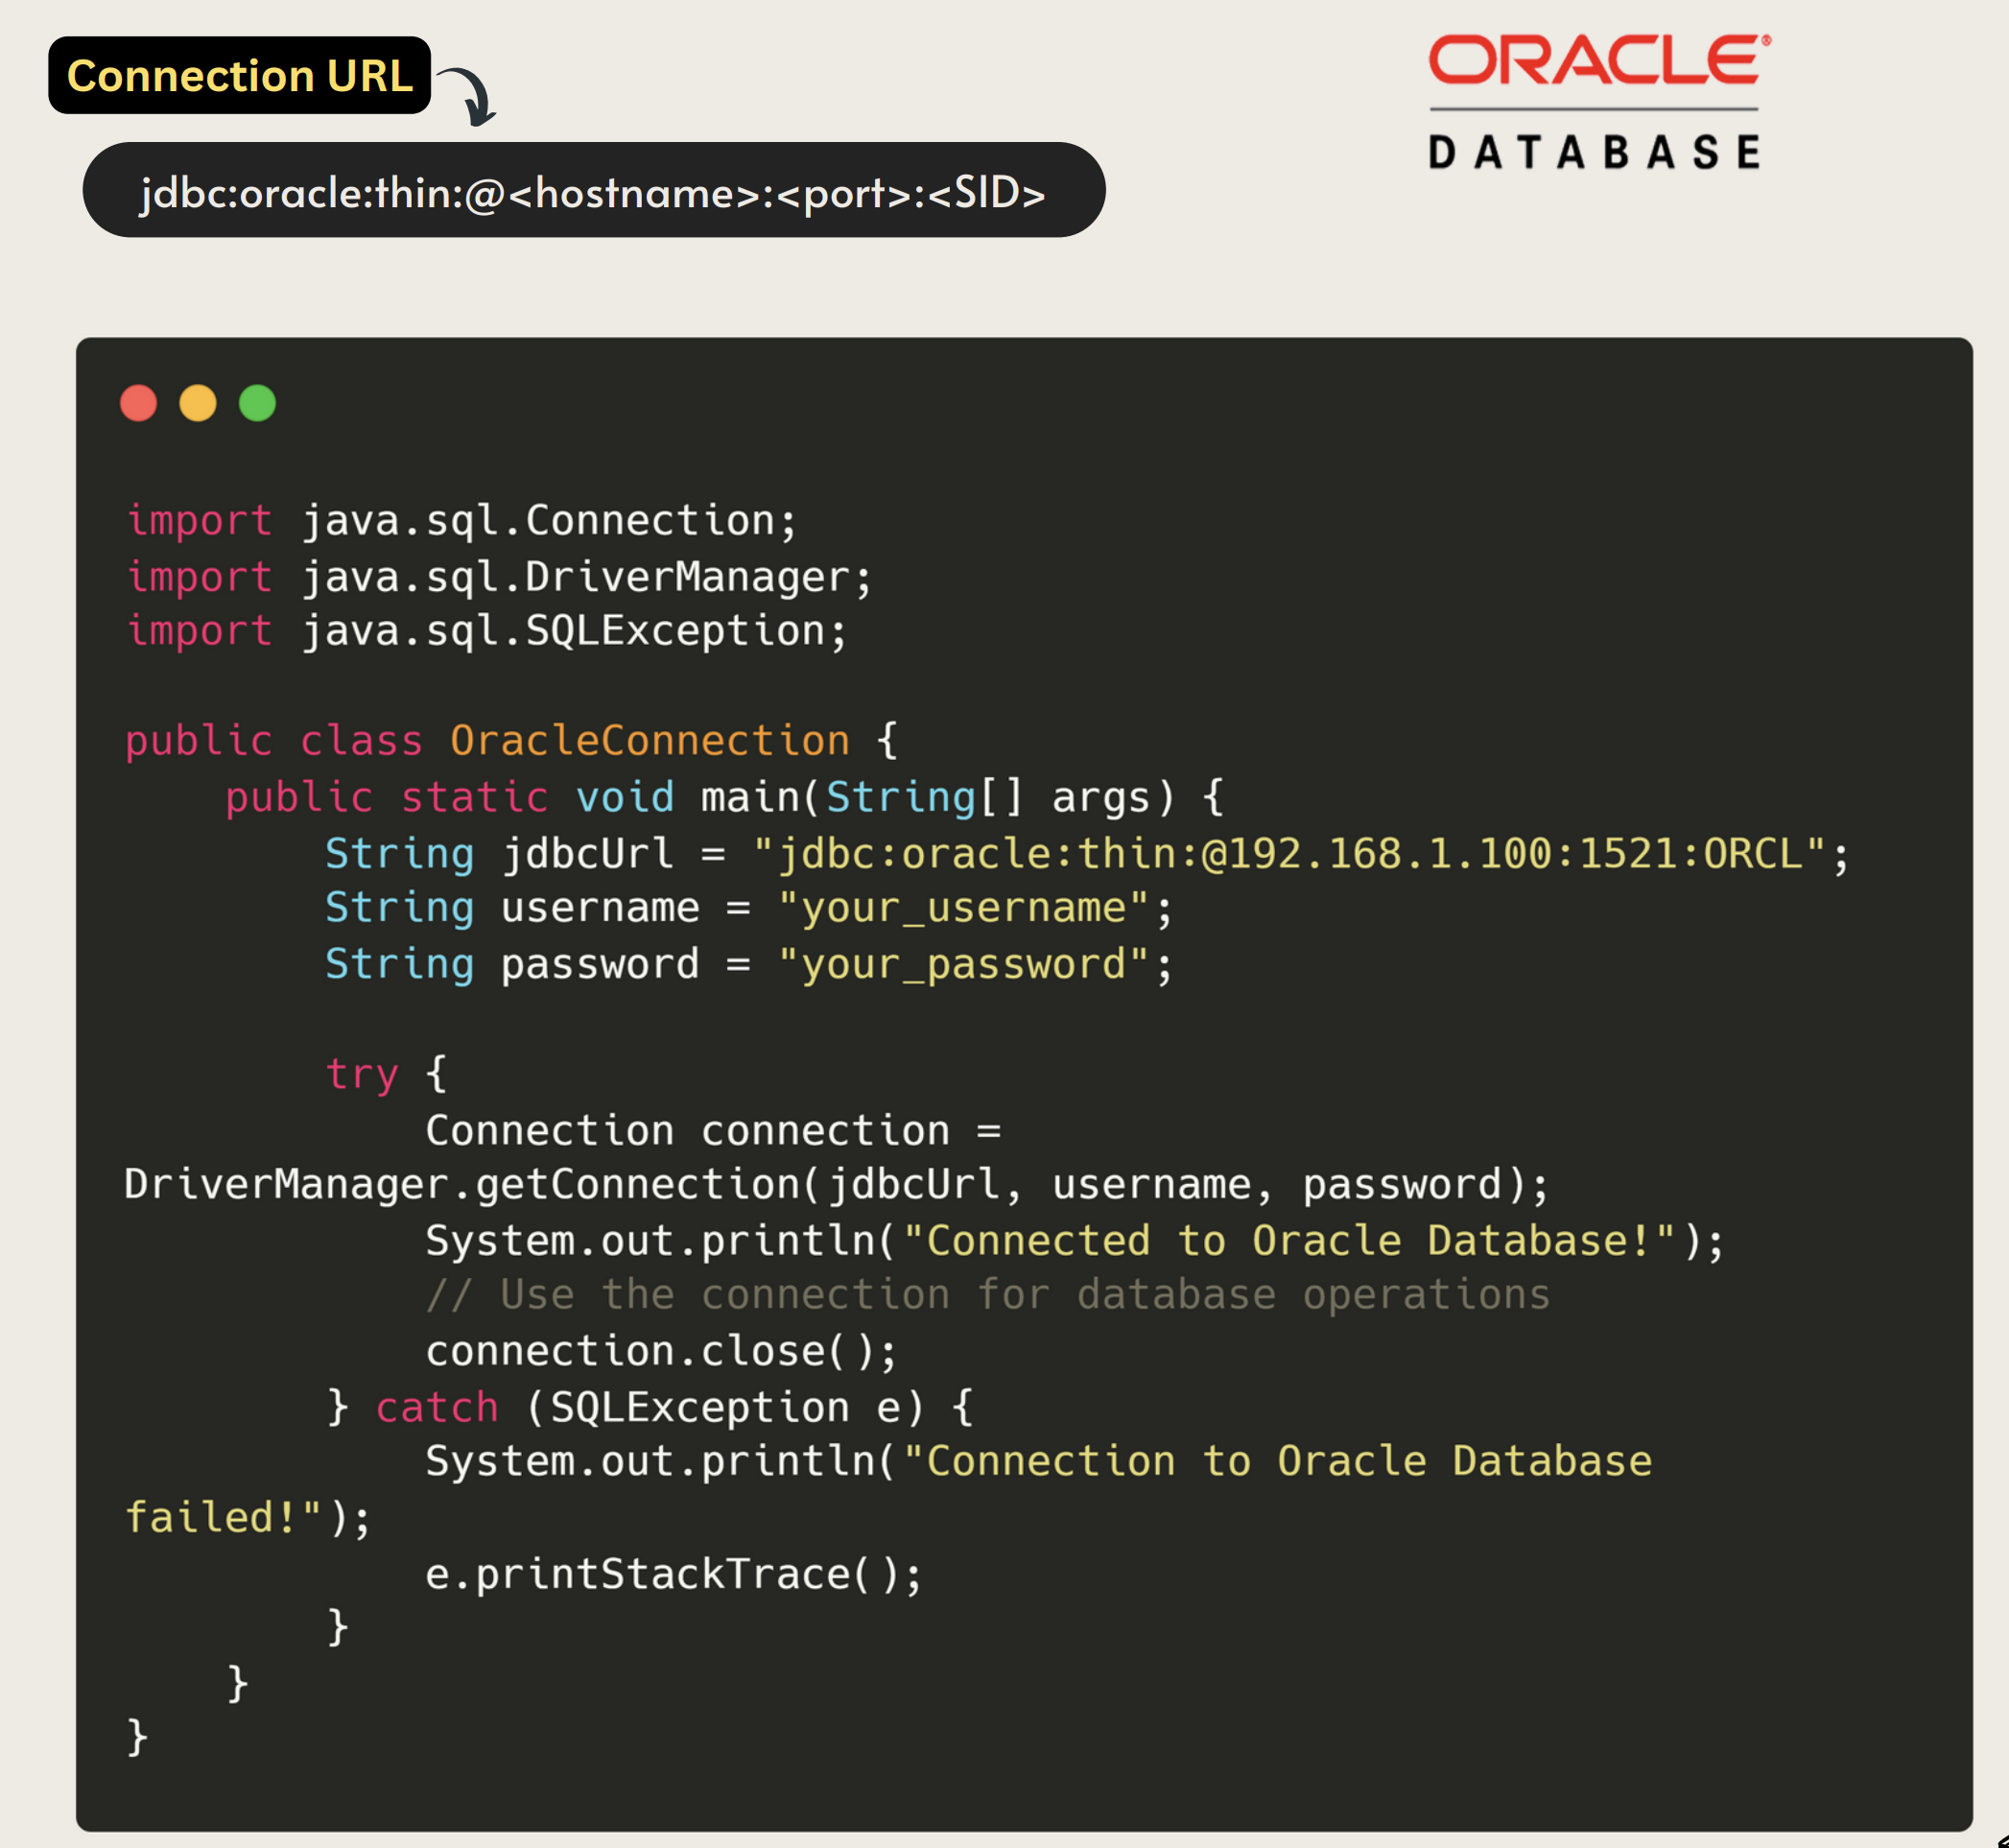 Connection URL
ORACLE®
DATABASE
jdbc:oracle:thin:@<hostname>:<port>:<SID>
import java.sql.Connection;
import java.sql.DriverManager;
import java.sql.SQLException;
public class OracleConnection {
    public static void main(String[] args) {
        String jdbcUrl = "jdbc:oracle:thin:@192.168.1.100:1521:ORCL";
        String username = "your_username";
        String password = "your_password";
        try {
            Connection connection =
DriverManager.getConnection(jdbcUrl, username, password);
            System.out.println("Connected to Oracle Database!");
            // Use the connection for database operations
            connection.close();
        } catch (SQLException e) {
            System.out.println("Connection to Oracle Database
failed!");
            e.printStackTrace();
        }
    }
}